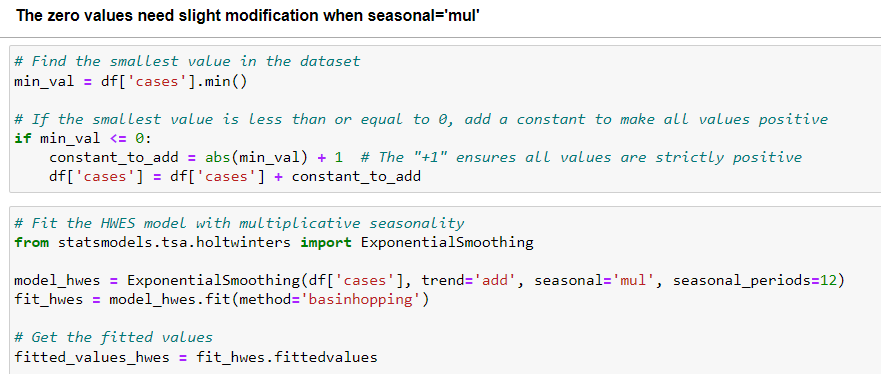 The zero values need slight modification when seasonal='mul'
# Find the smallest value in the dataset
min_val = df['cases'].min()
# If the smallest value is less than or equal to 0, add a constant to make all values positive
if min_val <= 0:
    constant_to_add = abs(min_val) + 1  # The "+1" ensures all values are strictly positive
    df['cases'] = df['cases'] + constant_to_add
# Fit the HWES model with multiplicative seasonality
from statsmodels.tsa.holtwinters import ExponentialSmoothing
model_hwes = ExponentialSmoothing(df['cases'], trend='add', seasonal='mul', seasonal_periods=12)
fit_hwes = model_hwes.fit(method='basinhopping')
# Get the fitted values
fitted_values_hwes = fit_hwes.fittedvalues